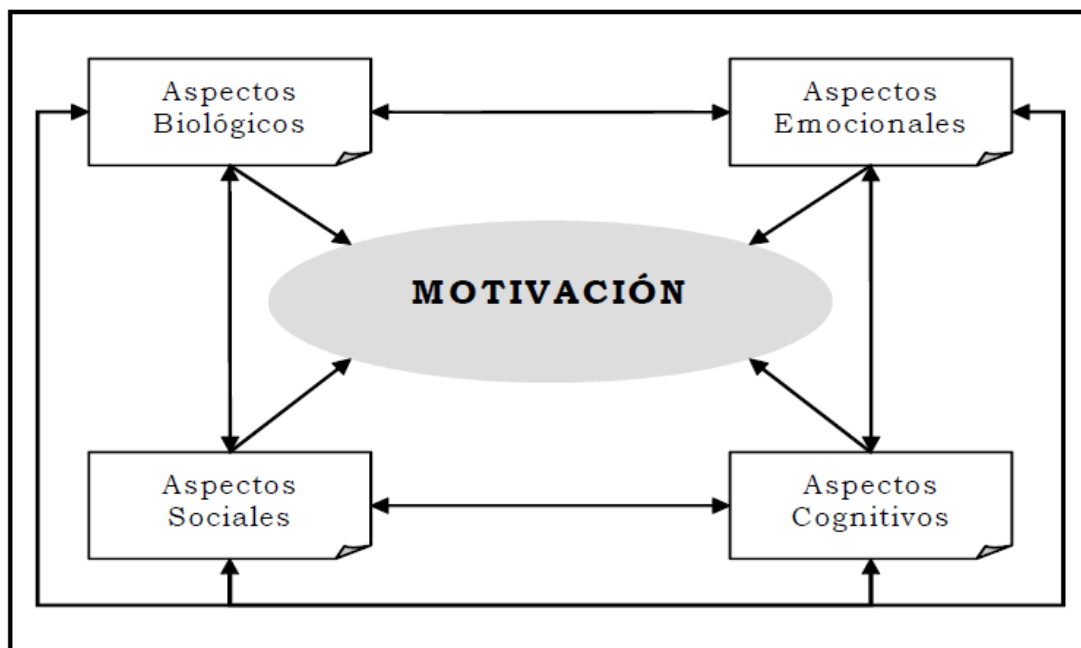 Aspectos
Biológicos
Aspectos
Emocionales
MOTIVACIÓN
Aspectos
Sociales
Aspectos
Cognitivos